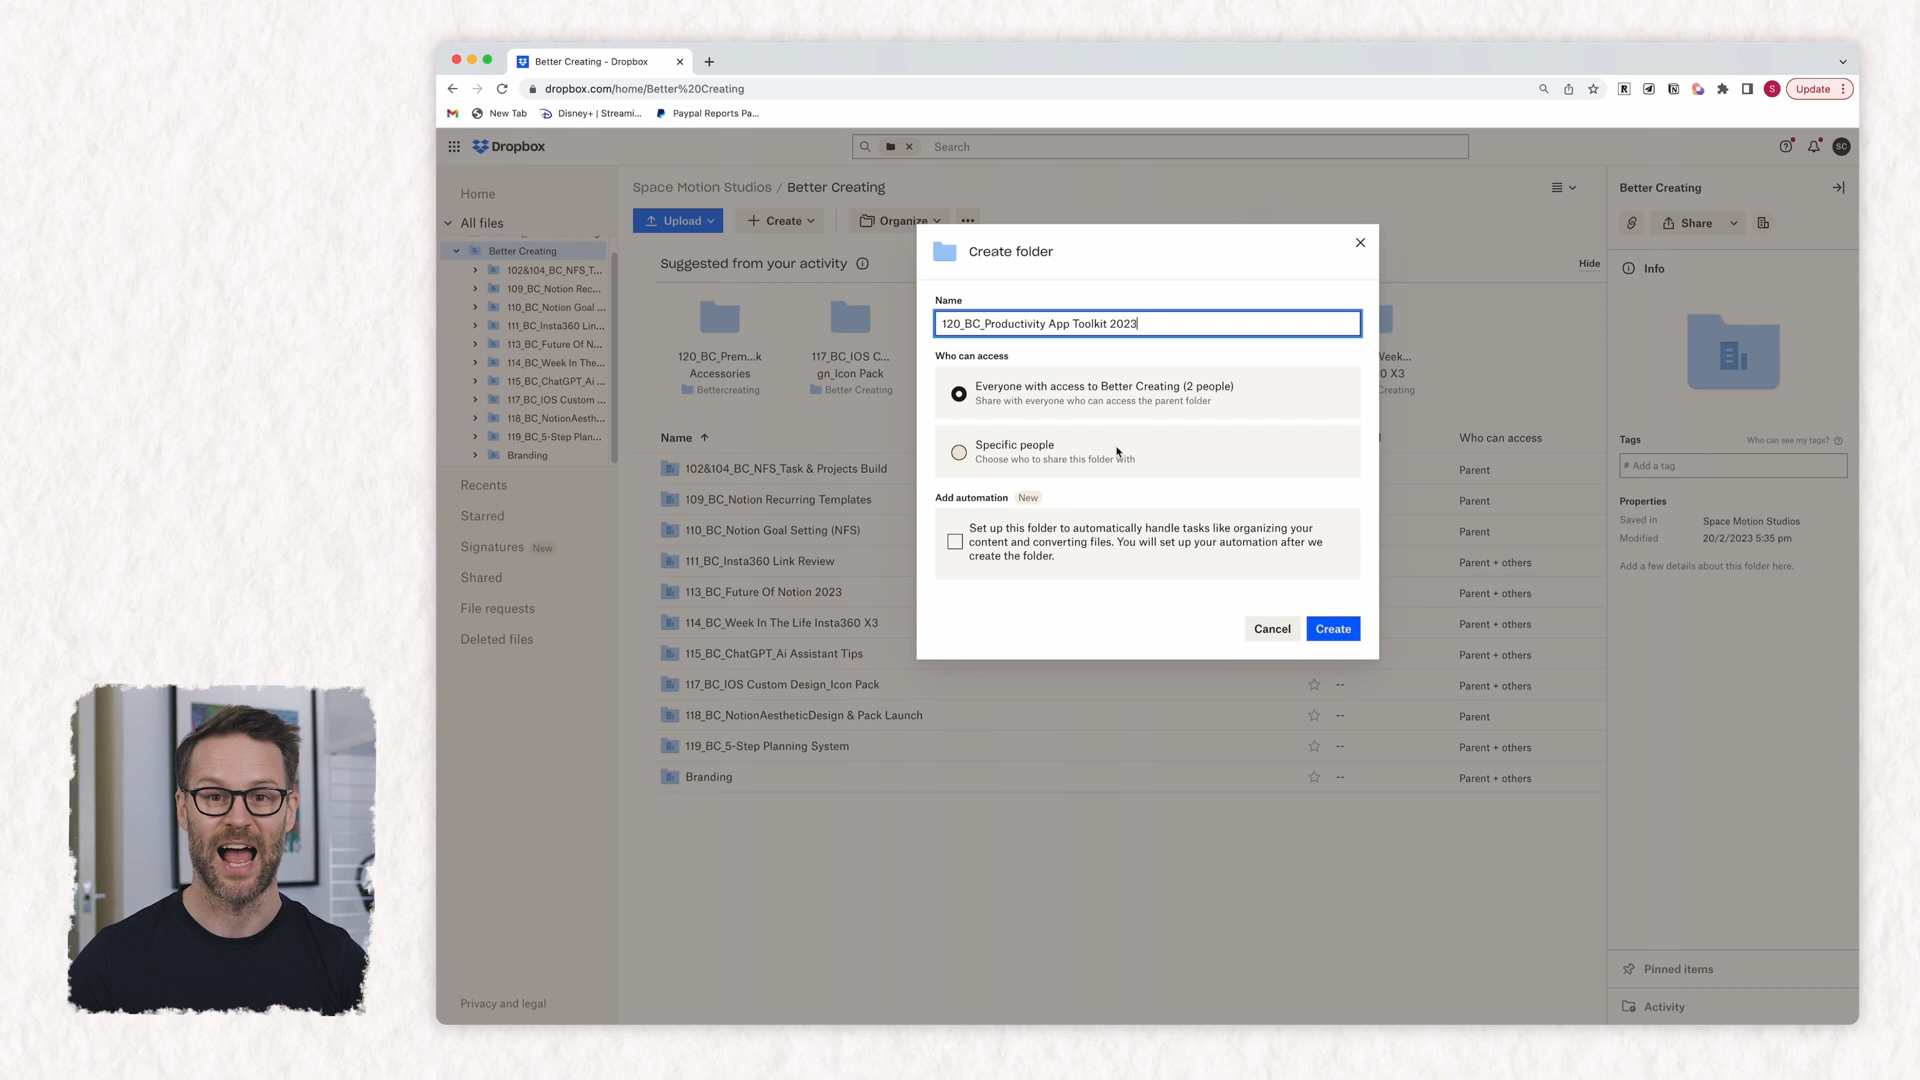 Better Creating - Dropbox
dropbox.com/home/Better%20Creating
Update
New Tab
Disney+ | Streami...
Paypal Reports Pa...
Dropbox
Search
SC
Home
All files
Better Creating
102&104_BC_NFS_T...
109_BC_Notion Rec...
110_BC_Notion Goal ...
111_BC_Insta360 Lin...
113_BC_Future Of N...
114_BC_Week In The...
115_BC_ChatGPT_Ai ...
117_BC_IOS Custom ...
118_BC_NotionAesth...
119_BC_5-Step Plan...
Branding
Recents
Starred
Signatures New
Shared
File requests
Deleted files
Privacy and legal
Space Motion Studios / Better Creating
Upload
Create
Organize
Suggested from your activity
Hide
120_BC_Prem...k
Accessories
Bettercreating
117_BC_IOS C...
gn_Icon Pack
Better Creating
Week...
X3
Creating
Name
Who can access
102&104_BC_NFS_Task & Projects Build
Parent
109_BC_Notion Recurring Templates
Parent
110_BC_Notion Goal Setting (NFS)
Parent
111_BC_Insta360 Link Review
Parent + others
113_BC_Future Of Notion 2023
Parent + others
114_BC_Week In The Life Insta360 X3
Parent + others
115_BC_ChatGPT_Ai Assistant Tips
Parent + others
117_BC_IOS Custom Design_Icon Pack
--
Parent + others
118_BC_NotionAestheticDesign & Pack Launch
--
Parent
119_BC_5-Step Planning System
--
Parent + others
Branding
--
Parent + others
Create folder
Name
120_BC_Productivity App Toolkit 2023
Who can access
Everyone with access to Better Creating (2 people)
Share with everyone who can access the parent folder
Specific people
Choose who to share this folder with
Add automation New
Set up this folder to automatically handle tasks like organizing your
content and converting files. You will set up your automation after we
create the folder.
Cancel
Create
Better Creating
Share
Info
Tags
Who can see my tags?
# Add a tag
Properties
Saved in
Space Motion Studios
Modified
20/2/2023 5:35 pm
Add a few details about this folder here.
Pinned items
Activity